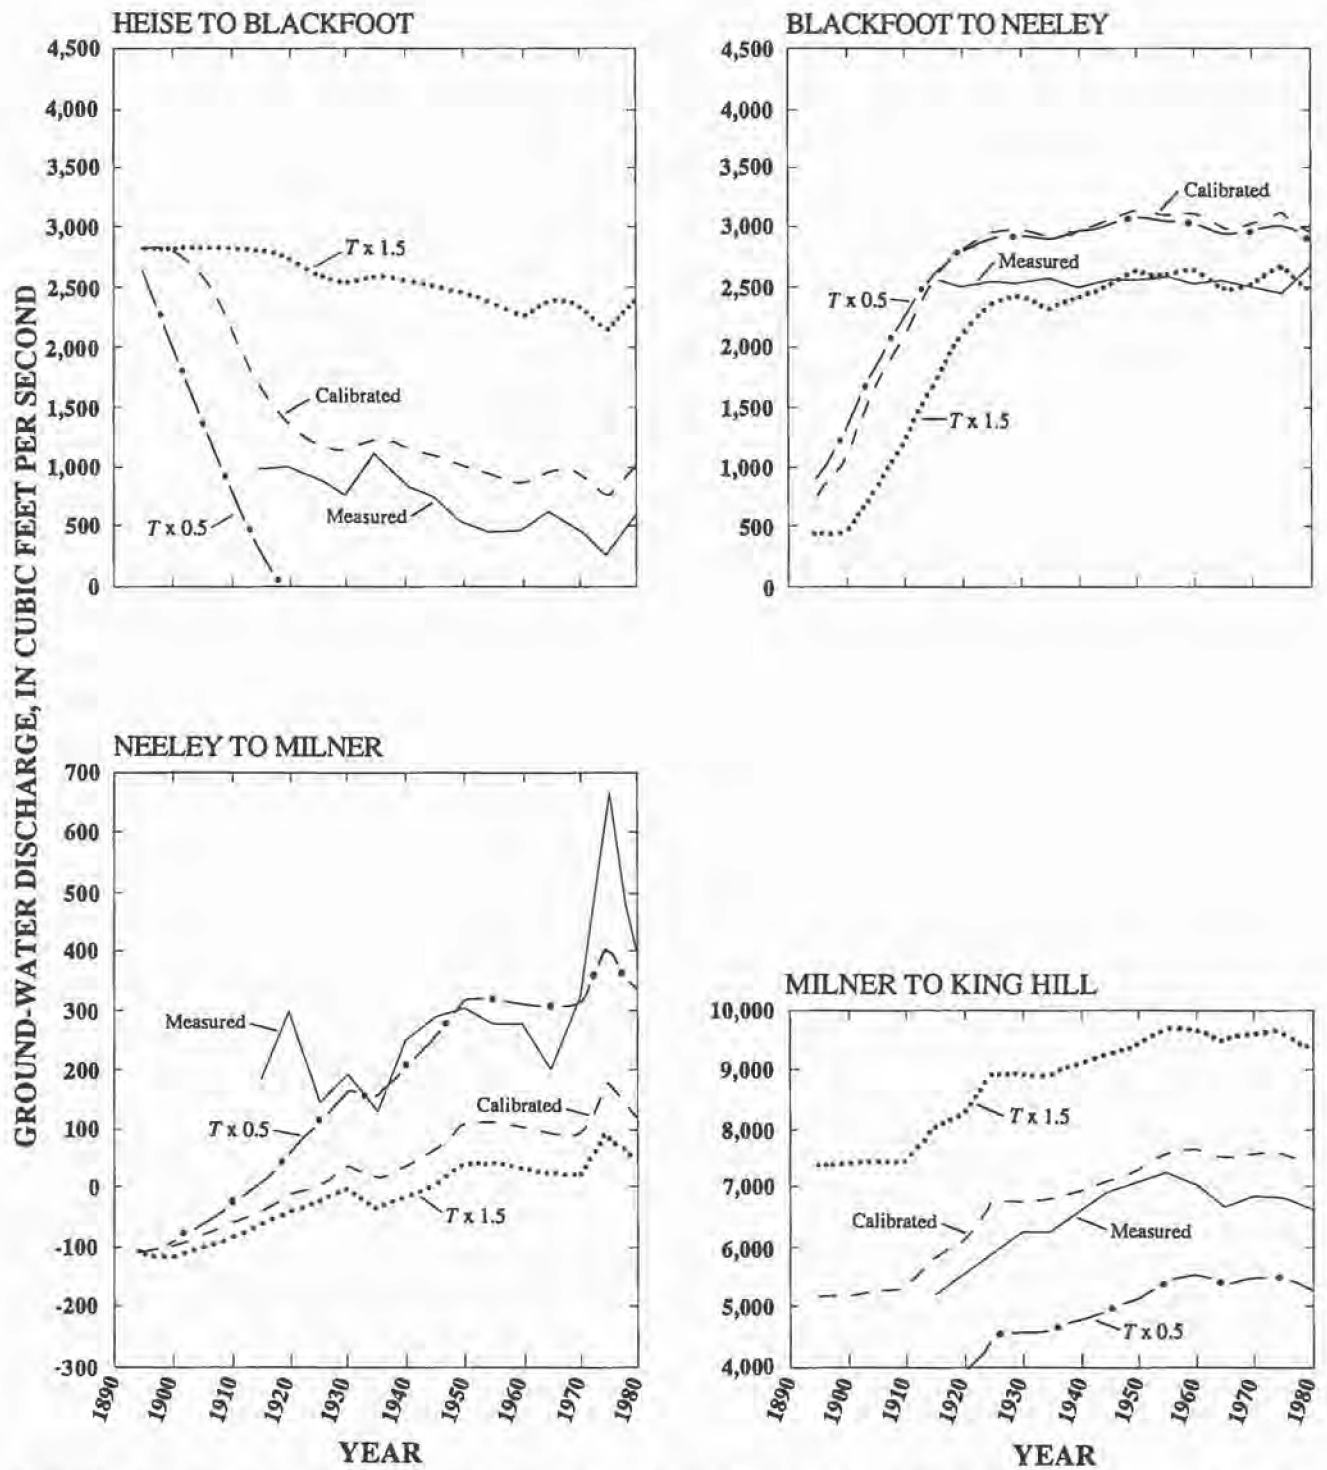 HEISE TO BLACKFOOT
4,500
4,000
3,500
3,000
2,500
2,000
1,500
1,000
500
0
T x 1.5
Calibrated
Measured
T x 0.5
BLACKFOOT TO NEELEY
4,500
4,000
3,500
3,000
2,500
2,000
1,500
1,000
500
0
Calibrated
Measured
T x 0.5
T x 1.5
GROUND-WATER DISCHARGE, IN CUBIC FEET PER SECOND
NEELEY TO MILNER
700
600
500
400
300
200
100
0
-100
-200
-300
Measured
T x 0.5
Calibrated
T x 1.5
1890 1900 1910 1920 1930 1940 1950 1960 1970 1980
YEAR
MILNER TO KING HILL
10,000
9,000
8,000
7,000
6,000
5,000
4,000
T x 1.5
Calibrated
Measured
T x 0.5
1890 1900 1910 1920 1930 1940 1950 1960 1970 1980
YEAR